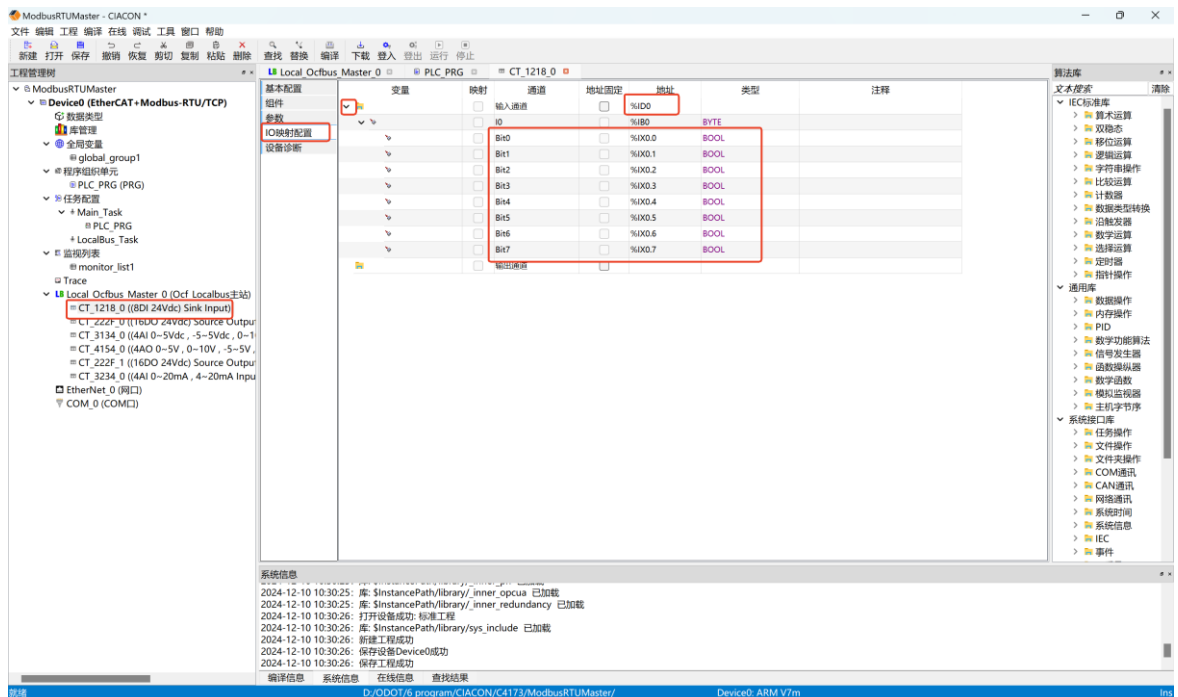 ModbusRTUMaster - CIACON *
文件 编辑 工程 编译 在线 调试 工具 窗口 帮助
新建 打开 保存 撤销 恢复 剪切 复制 粘贴 删除 查找 替换 编译 下载 登入 登出 运行 停止
工程管理树
ModbusRTUMaster
Device0 (EtherCAT+Modbus-RTU/TCP)
数据类型
库管理
全局变量
global_group1
程序组织单元
PLC_PRG (PRG)
任务配置
Main_Task
PLC_PRG
LocalBus_Task
监视列表
monitor_list1
Trace
Local_Ocfbus_Master_0 (Ocf_Localbus主站)
CT_1218_0 ((8DI 24Vdc) Sink Input)
CT_222F_0 ((16DO 24Vdc) Source Output
CT_3134_0 ((4AI 0~5Vdc , -5~5Vdc , 0~1
CT_4154_0 ((4AO 0~5V , 0~10V , -5~5V ,
CT_222F_1 ((16DO 24Vdc) Source Output
CT_3234_0 ((4AI 0~20mA , 4~20mA Inpu
EtherNet_0 (网口)
COM_0 (COM口)
Local_Ocfbus_Master_0 PLC_PRG CT_1218_0
基本配置
组件
参数
IO映射配置
设备诊断
变量 映射 通道 地址固定 地址 类型 注释
输入通道 %ID0
I0 %IB0 BYTE
Bit0 %IX0.0 BOOL
Bit1 %IX0.1 BOOL
Bit2 %IX0.2 BOOL
Bit3 %IX0.3 BOOL
Bit4 %IX0.4 BOOL
Bit5 %IX0.5 BOOL
Bit6 %IX0.6 BOOL
Bit7 %IX0.7 BOOL
输出通道
算法库
文本搜索 清除
IEC标准库
算术运算
双稳态
移位运算
逻辑运算
字符串操作
比较运算
计数器
数据类型转换
沿触发器
数学运算
选择运算
定时器
指针操作
通用库
数据操作
内存操作
PID
数学功能算法
信号发生器
函数操纵器
数学函数
模拟监视器
主机字节序
系统接口库
任务操作
文件操作
文件夹操作
COM通讯
CAN通讯
网络通讯
系统时间
系统信息
IEC
事件
系统信息
2024-12-10 10:30:25: 库: $InstancePath/library/_inner_opcua 已加载
2024-12-10 10:30:25: 库: $InstancePath/library/_inner_redundancy 已加载
2024-12-10 10:30:26: 打开设备成功: 标准工程
2024-12-10 10:30:26: 库: $InstancePath/library/sys_include 已加载
2024-12-10 10:30:26: 新建工程成功
2024-12-10 10:30:26: 保存设备Device0成功
2024-12-10 10:30:26: 保存工程成功
编译信息 系统信息 在线信息 查找结果
就绪 D:/ODOT/6 program/CIACON/C4173/ModbusRTUMaster/ Device0: ARM V7m Ins